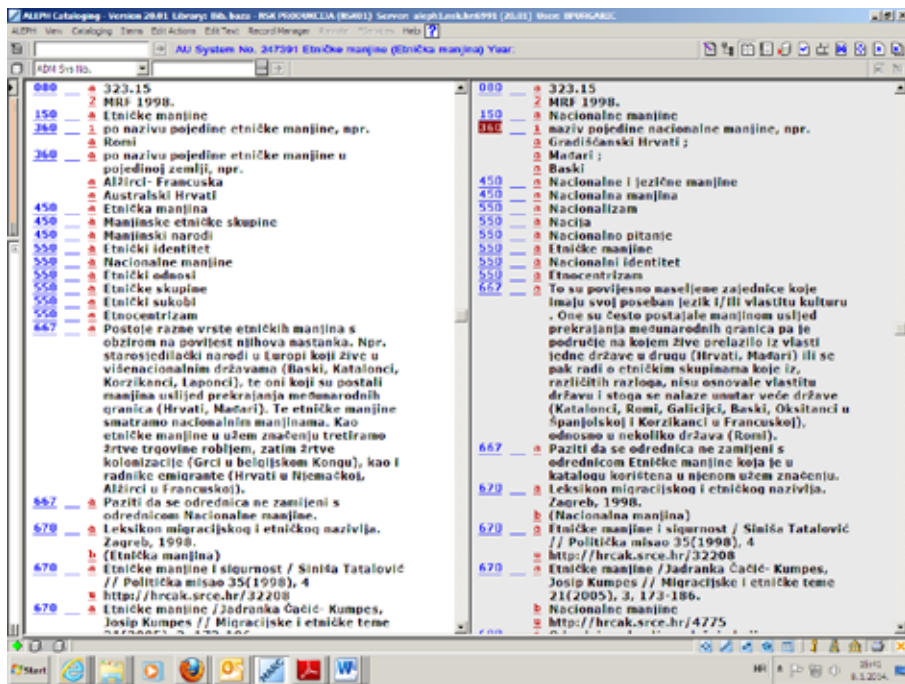 ALEPH Cataloging - Version 20.01 Library: Bib. baza - NSK PRODUKCIJA (NSK01) Server: aleph1.nsk.hr:6991 (20.01) User:
ALEPH View Cataloging Items Edit Actions Edit Text Record Manager Remote Services Help
AU System No. 247391 Etničke manjine (Etnička manjina) Year:
ADM Sys No.
080 a 323.15
2 MRF 1998.
150 a Etničke manjine
360 i po nazivu pojedine etničke manjine, npr.
a Romi
360 a po nazivu pojedine etničke manjine u
pojedinoj zemlji, npr.
a Alžirci- Francuska
a Australski Hrvati
450 a Etnička manjina
450 a Manjinske etničke skupine
450 a Manjinski narodi
550 a Etnički identitet
550 a Nacionalne manjine
550 a Etnički odnosi
550 a Etničke skupine
550 a Etnički sukobi
550 a Etnocentrizam
667 a Postoje razne vrste etničkih manjina s
obzirom na povijest njihova nastanka. Npr.
starosjedilački narodi u Europi koji žive u
višenacionalnim državama (Baski, Katalonci,
Korzikanci, Laponci), te oni koji su postali
manjina uslijed prekrajanja međunarodnih
granica (Hrvati, Mađari). Te etničke manjine
smatramo nacionalnim manjinama. Kao
etničke manjine u užem značenju tretiramo
žrtve trgovine robljem, zatim žrtve
kolonizacije (Grci u belgijskom Kongu), kao i
radnike emigrante (Hrvati u Njemačkoj,
Alžirci u Francuskoj).
667 a Paziti da se odrednica ne zamijeni s
odrednicom Nacionalne manjine.
670 a Leksikon migracijskog i etničkog nazivlja.
Zagreb, 1998.
b (Etnička manjina)
670 a Etničke manjine i sigurnost / Siniša Tatalović
// Politička misao 35(1998), 4
u http://hrcak.srce.hr/32208
670 a Etničke manjine /Jadranka Čačić- Kumpes,
Josip Kumpes // Migracijske i etničke teme
21(2005), 3, 173-186.
080 a 323.15
2 MRF 1998.
150 a Nacionalne manjine
360 i naziv pojedine nacionalne manjine, npr.
a Gradišćanski Hrvati ;
a Mađari ;
a Baski
450 a Nacionalne i jezične manjine
450 a Nacionalna manjina
550 a Nacionalizam
550 a Nacija
550 a Nacionalno pitanje
550 a Etničke manjine
550 a Nacionalni identitet
550 a Etnocentrizam
667 a To su povijesno naseljene zajednice koje
imaju svoj poseban jezik i/ili vlastitu kulturu
. One su često postajale manjinom uslijed
prekrajanja međunarodnih granica pa je
područje na kojem žive prelazilo iz vlasti
jedne države u drugu (Hrvati, Mađari) ili se
pak radi o etničkim skupinama koje iz,
različitih razloga, nisu osnovale vlastitu
državu i stoga se nalaze unutar veće države
(Katalonci, Romi, Galicijci, Baski, Oksitanci u
Španjolskoj i Korzikanci u Francuskoj),
odnosno u nekoliko država (Romi).
667 a Paziti da se odrednica ne zamijeni s
odrednicom Etničke manjine koja je u
katalogu korištena u njenom užem značenju.
670 a Leksikon migracijskog i etničkog nazivlja.
Zagreb, 1998.
b (Nacionalna manjina)
670 a Etničke manjine i sigurnost / Siniša Tatalović
// Politička misao 35(1998), 4
u http://hrcak.srce.hr/32208
670 a Etničke manjine /Jadranka Čačić- Kumpes,
Josip Kumpes // Migracijske i etničke teme
21(2005), 3, 173-186.
b Nacionalne manjine
u http://hrcak.srce.hr/4775
Start
HR
8.1.2014.